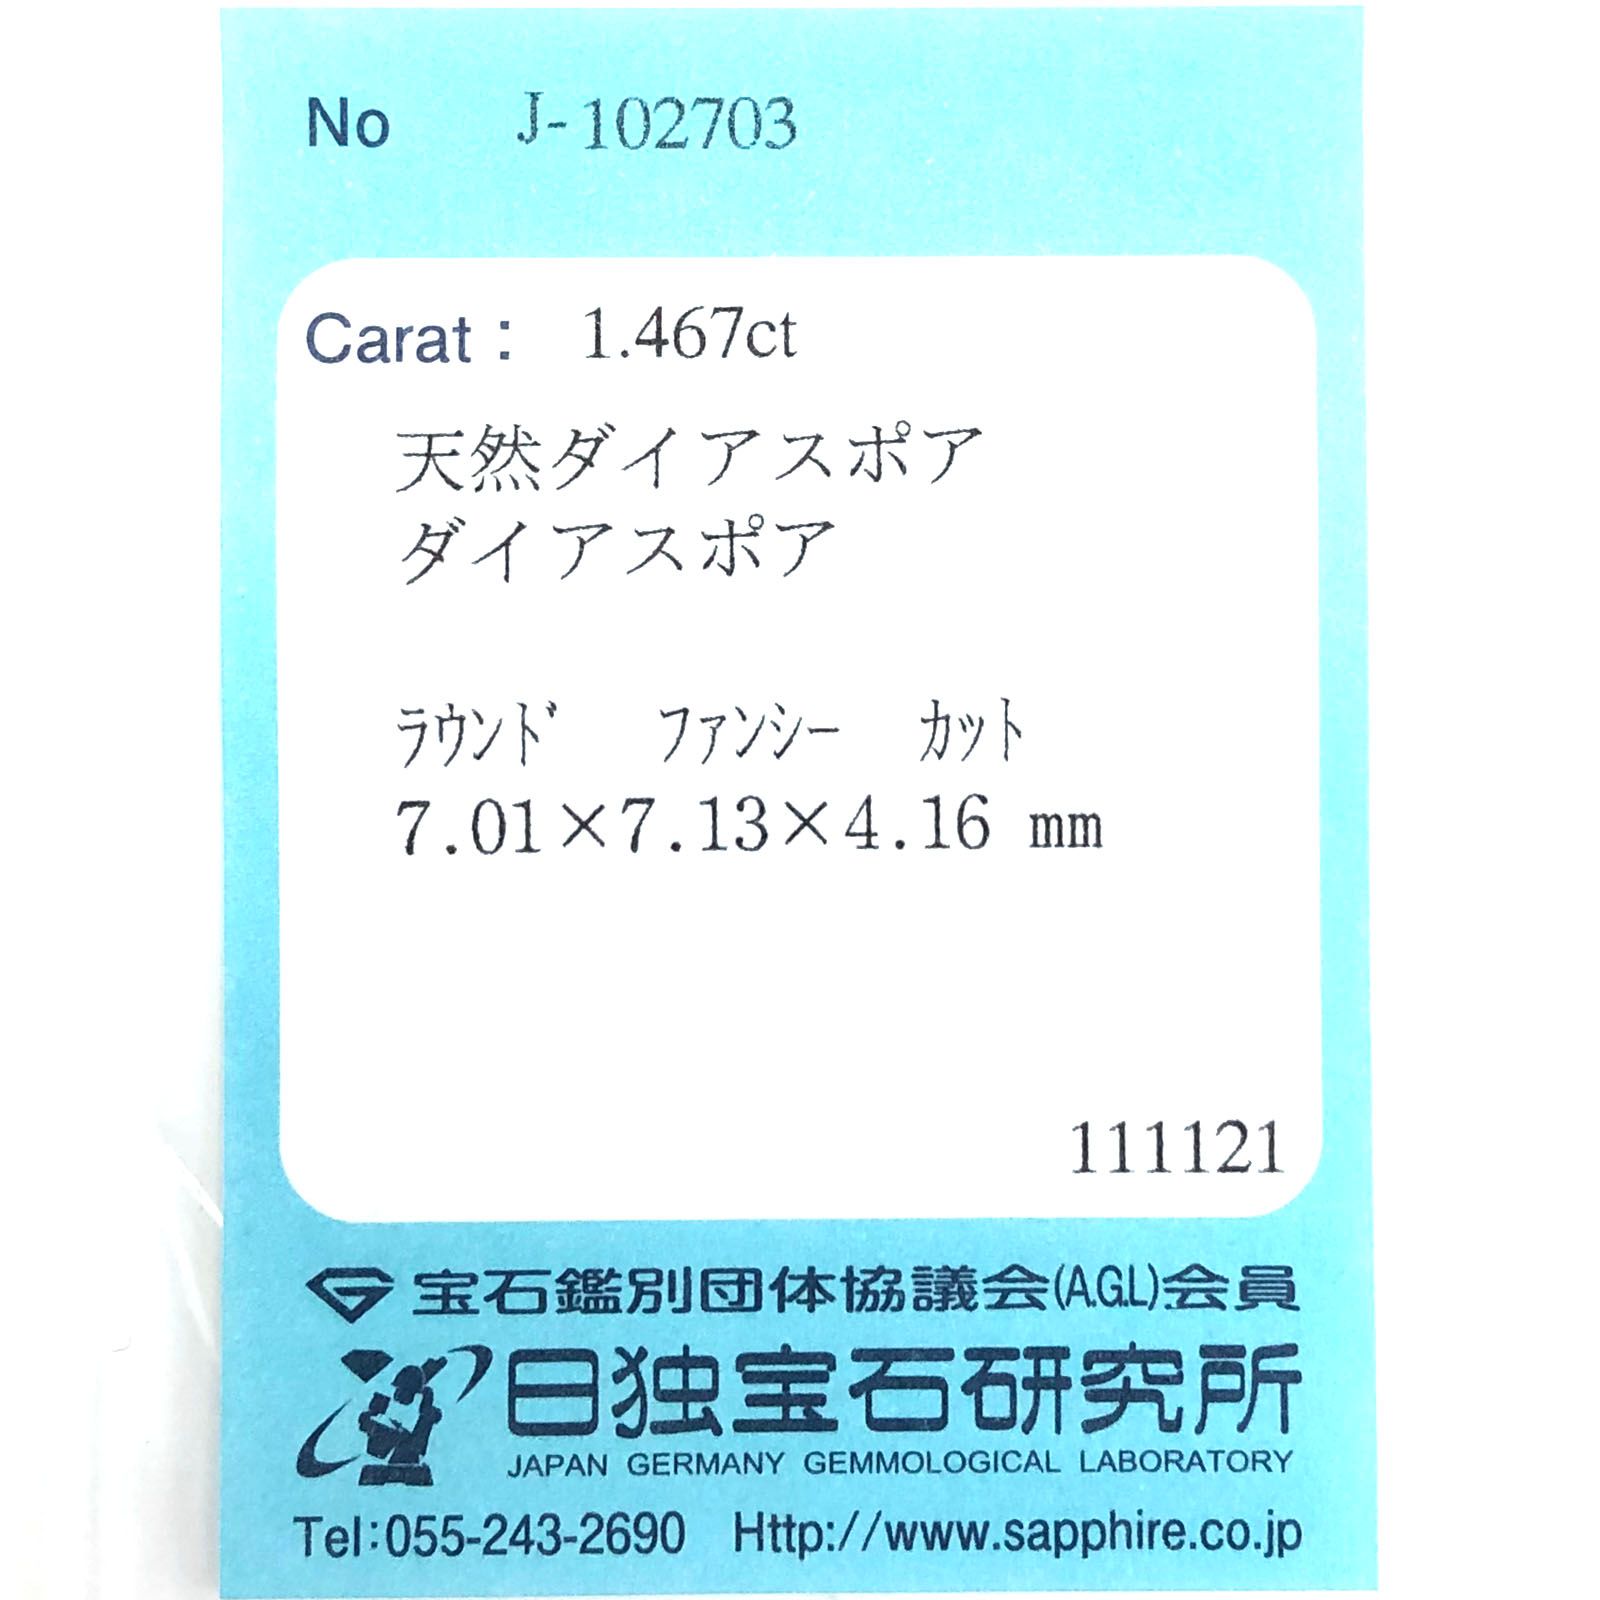 No J-102703
Carat： 1.467ct
天然ダイアスポア
ダイアスポア
ﾗｳﾝﾄﾞ ﾌｧﾝｼｰ ｶｯﾄ
7.01×7.13×4.16 mm
111121
宝石鑑別団体協議会(A.G.L)会員
日独宝石研究所
JAPAN GERMANY GEMMOLOGICAL LABORATORY
Tel:055-243-2690 Http://www.sapphire.co.jp